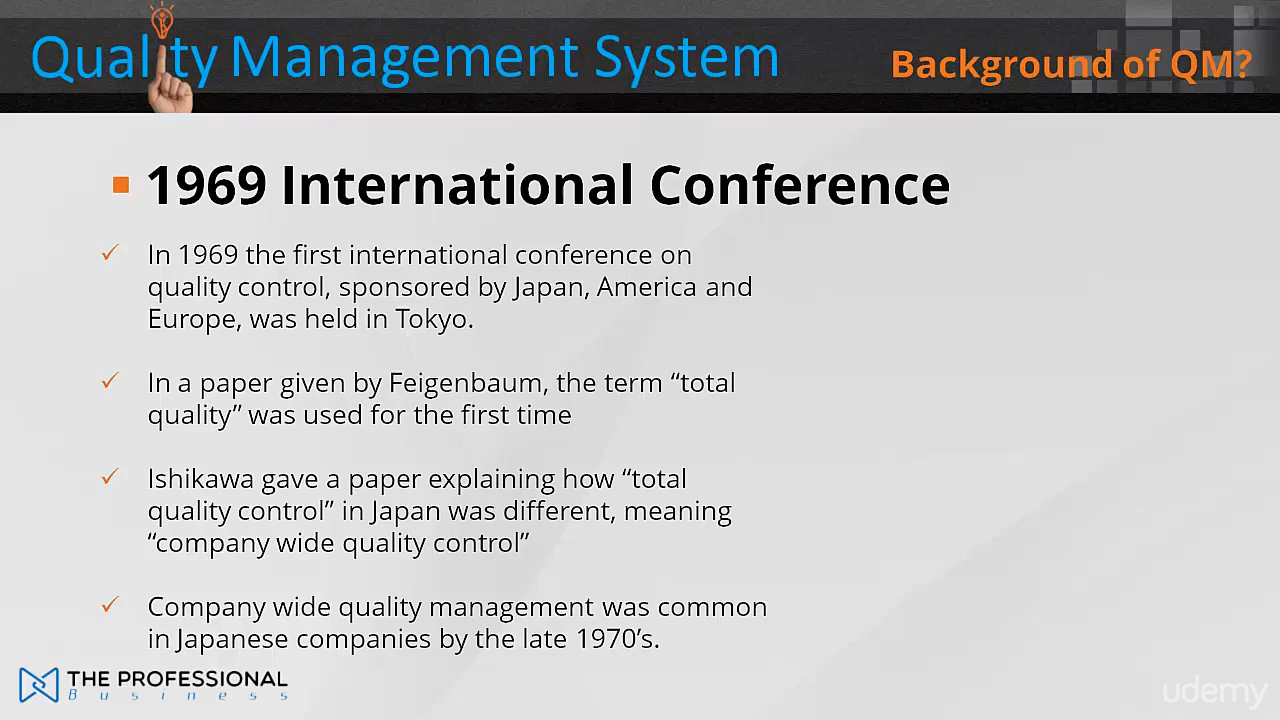 Quality Management System
Background of QM?
1969 International Conference
In 1969 the first international conference on
quality control, sponsored by Japan, America and
Europe, was held in Tokyo.
In a paper given by Feigenbaum, the term “total
quality” was used for the first time
Ishikawa gave a paper explaining how “total
quality control” in Japan was different, meaning
“company wide quality control”
Company wide quality management was common
in Japanese companies by the late 1970’s.
THE PROFESSIONAL
Business
udemy